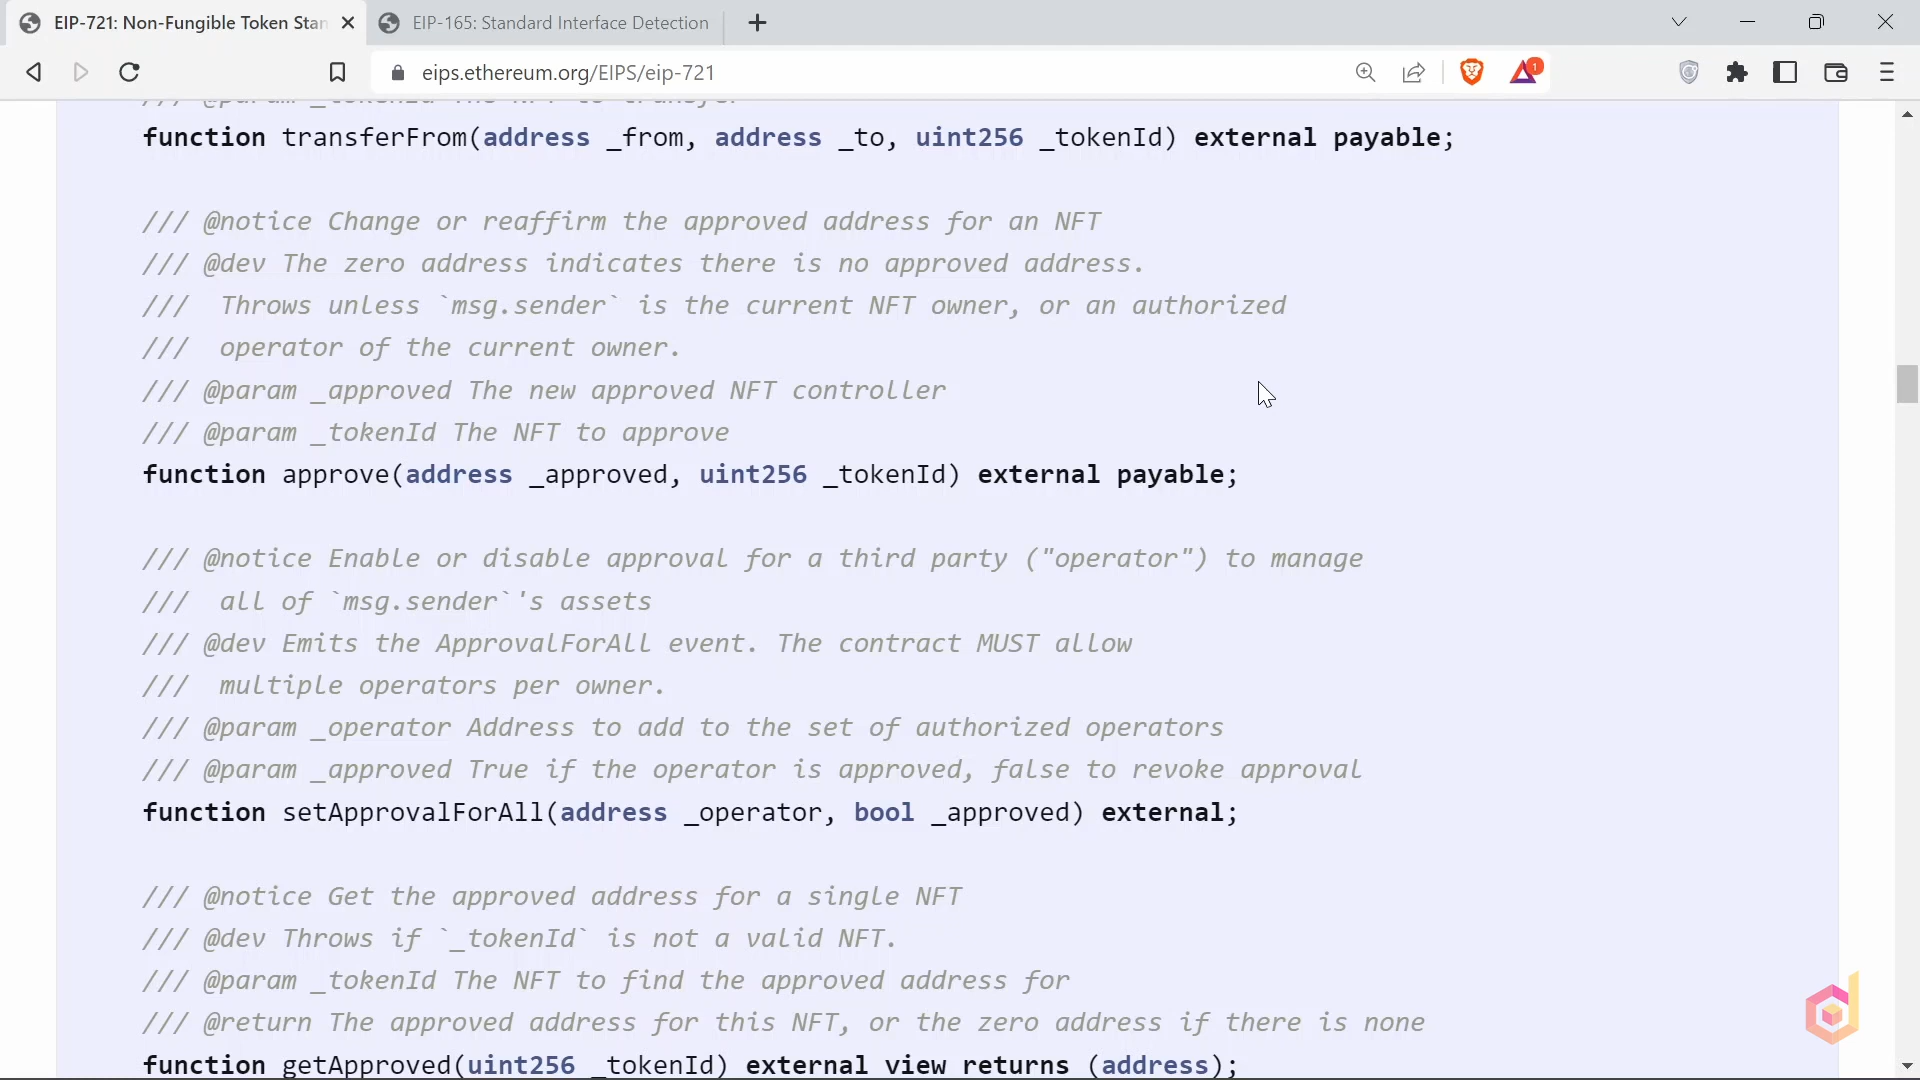 EIP-721: Non-Fungible Token Stan
EIP-165: Standard Interface Detection
eips.ethereum.org/EIPS/eip-721
1
/// @param _tokenId The NFT to transfer
function transferFrom(address _from, address _to, uint256 _tokenId) external payable;
/// @notice Change or reaffirm the approved address for an NFT
/// @dev The zero address indicates there is no approved address.
///  Throws unless `msg.sender` is the current NFT owner, or an authorized
///  operator of the current owner.
/// @param _approved The new approved NFT controller
/// @param _tokenId The NFT to approve
function approve(address _approved, uint256 _tokenId) external payable;
/// @notice Enable or disable approval for a third party ("operator") to manage
///  all of `msg.sender`'s assets
/// @dev Emits the ApprovalForAll event. The contract MUST allow
///  multiple operators per owner.
/// @param _operator Address to add to the set of authorized operators
/// @param _approved True if the operator is approved, false to revoke approval
function setApprovalForAll(address _operator, bool _approved) external;
/// @notice Get the approved address for a single NFT
/// @dev Throws if `_tokenId` is not a valid NFT.
/// @param _tokenId The NFT to find the approved address for
/// @return The approved address for this NFT, or the zero address if there is none
function getApproved(uint256 _tokenId) external view returns (address);